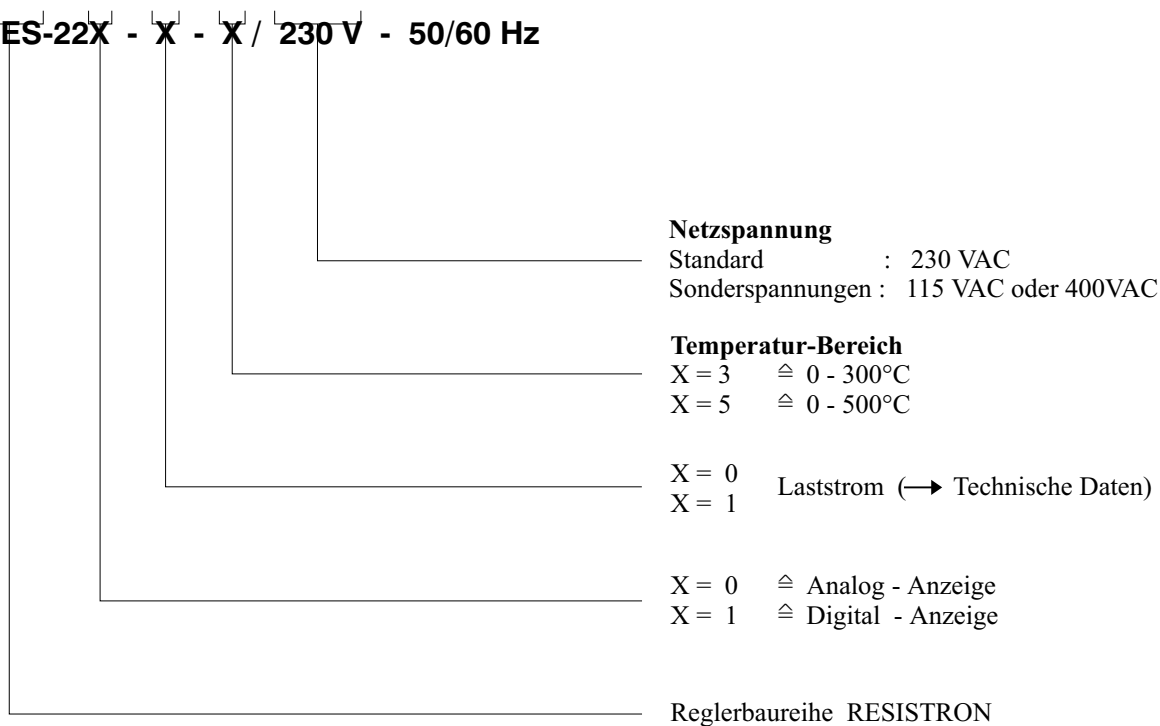 ES-22X - X - X / 230 V - 50/60 Hz
Netzspannung
Standard : 230 VAC
Sonderspannungen : 115 VAC oder 400VAC
Temperatur-Bereich
X = 3 ≙ 0 - 300°C
X = 5 ≙ 0 - 500°C
X = 0
Laststrom (→ Technische Daten)
X = 1
X = 0 ≙ Analog - Anzeige
X = 1 ≙ Digital - Anzeige
Reglerbaureihe RESISTRON